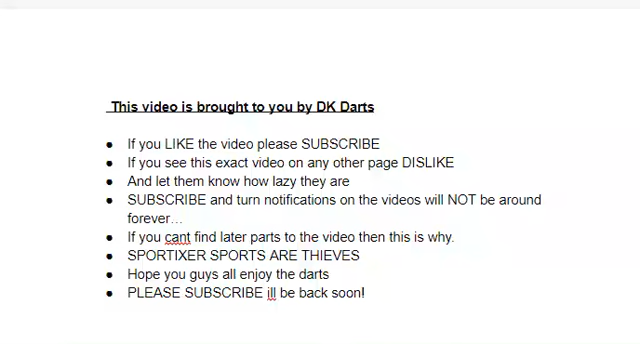 This video is brought to you by DK Darts
● If you LIKE the video please SUBSCRIBE
● If you see this exact video on any other page DISLIKE
● And let them know how lazy they are
● SUBSCRIBE and turn notifications on the videos will NOT be around
forever…
● If you cant find later parts to the video then this is why.
● SPORTIXER SPORTS ARE THIEVES
● Hope you guys all enjoy the darts
● PLEASE SUBSCRIBE ill be back soon!